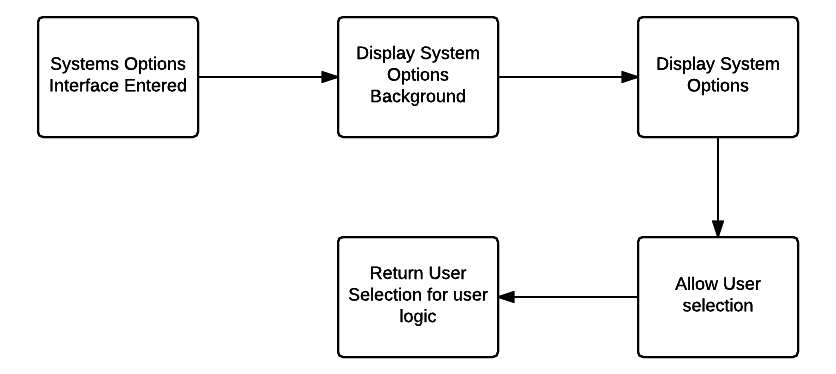 Systems Options
Interface Entered
Display System
Options
Background
Display System
Options
Allow User
selection
Return User
Selection for user
logic